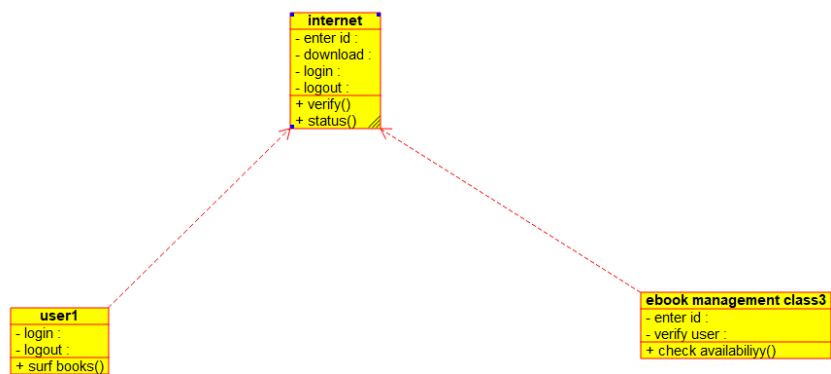 internet
- enter id :
- download :
- login :
- logout :
+ verify()
+ status()
user1
- login :
- logout :
+ surf books()
ebook management class3
- enter id :
- verify user :
+ check availabiliyy()